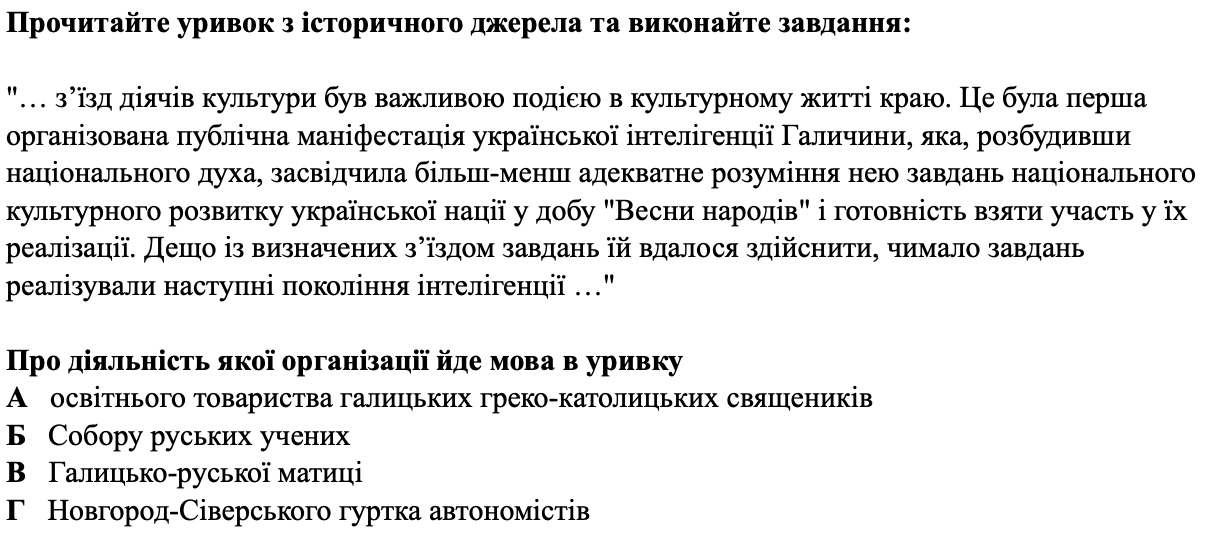 Прочитайте уривок з історичного джерела та виконайте завдання:
"… з’їзд діячів культури був важливою подією в культурному житті краю. Це була перша
організована публічна маніфестація української інтелігенції Галичини, яка, розбудивши
національного духа, засвідчила більш-менш адекватне розуміння нею завдань національного
культурного розвитку української нації у добу "Весни народів" і готовність взяти участь у їх
реалізації. Дещо із визначених з’їздом завдань їй вдалося здійснити, чимало завдань
реалізували наступні покоління інтелігенції …"
Про діяльність якої організації йде мова в уривку
А освітнього товариства галицьких греко-католицьких священиків
Б Собору руських учених
В Галицько-руської матиці
Г Новгород-Сіверського гуртка автономістів